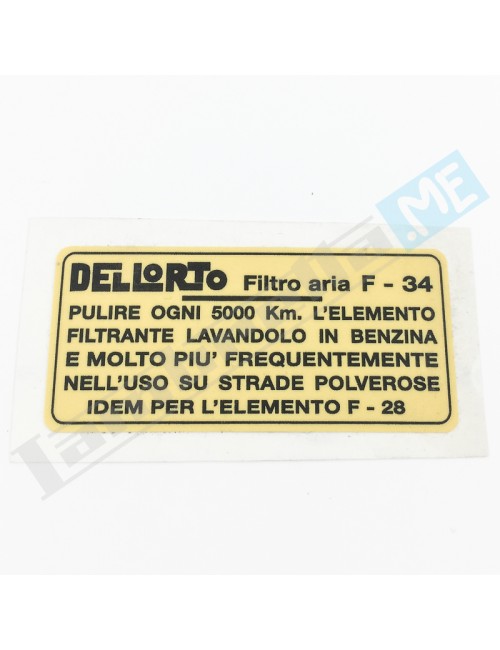 DELLORTO Filtro aria F - 34
PULIRE OGNI 5000 Km. L'ELEMENTO
FILTRANTE LAVANDOLO IN BENZINA
E MOLTO PIU' FREQUENTEMENTE
NELL'USO SU STRADE POLVEROSE
IDEM PER L'ELEMENTO F - 28
.ME